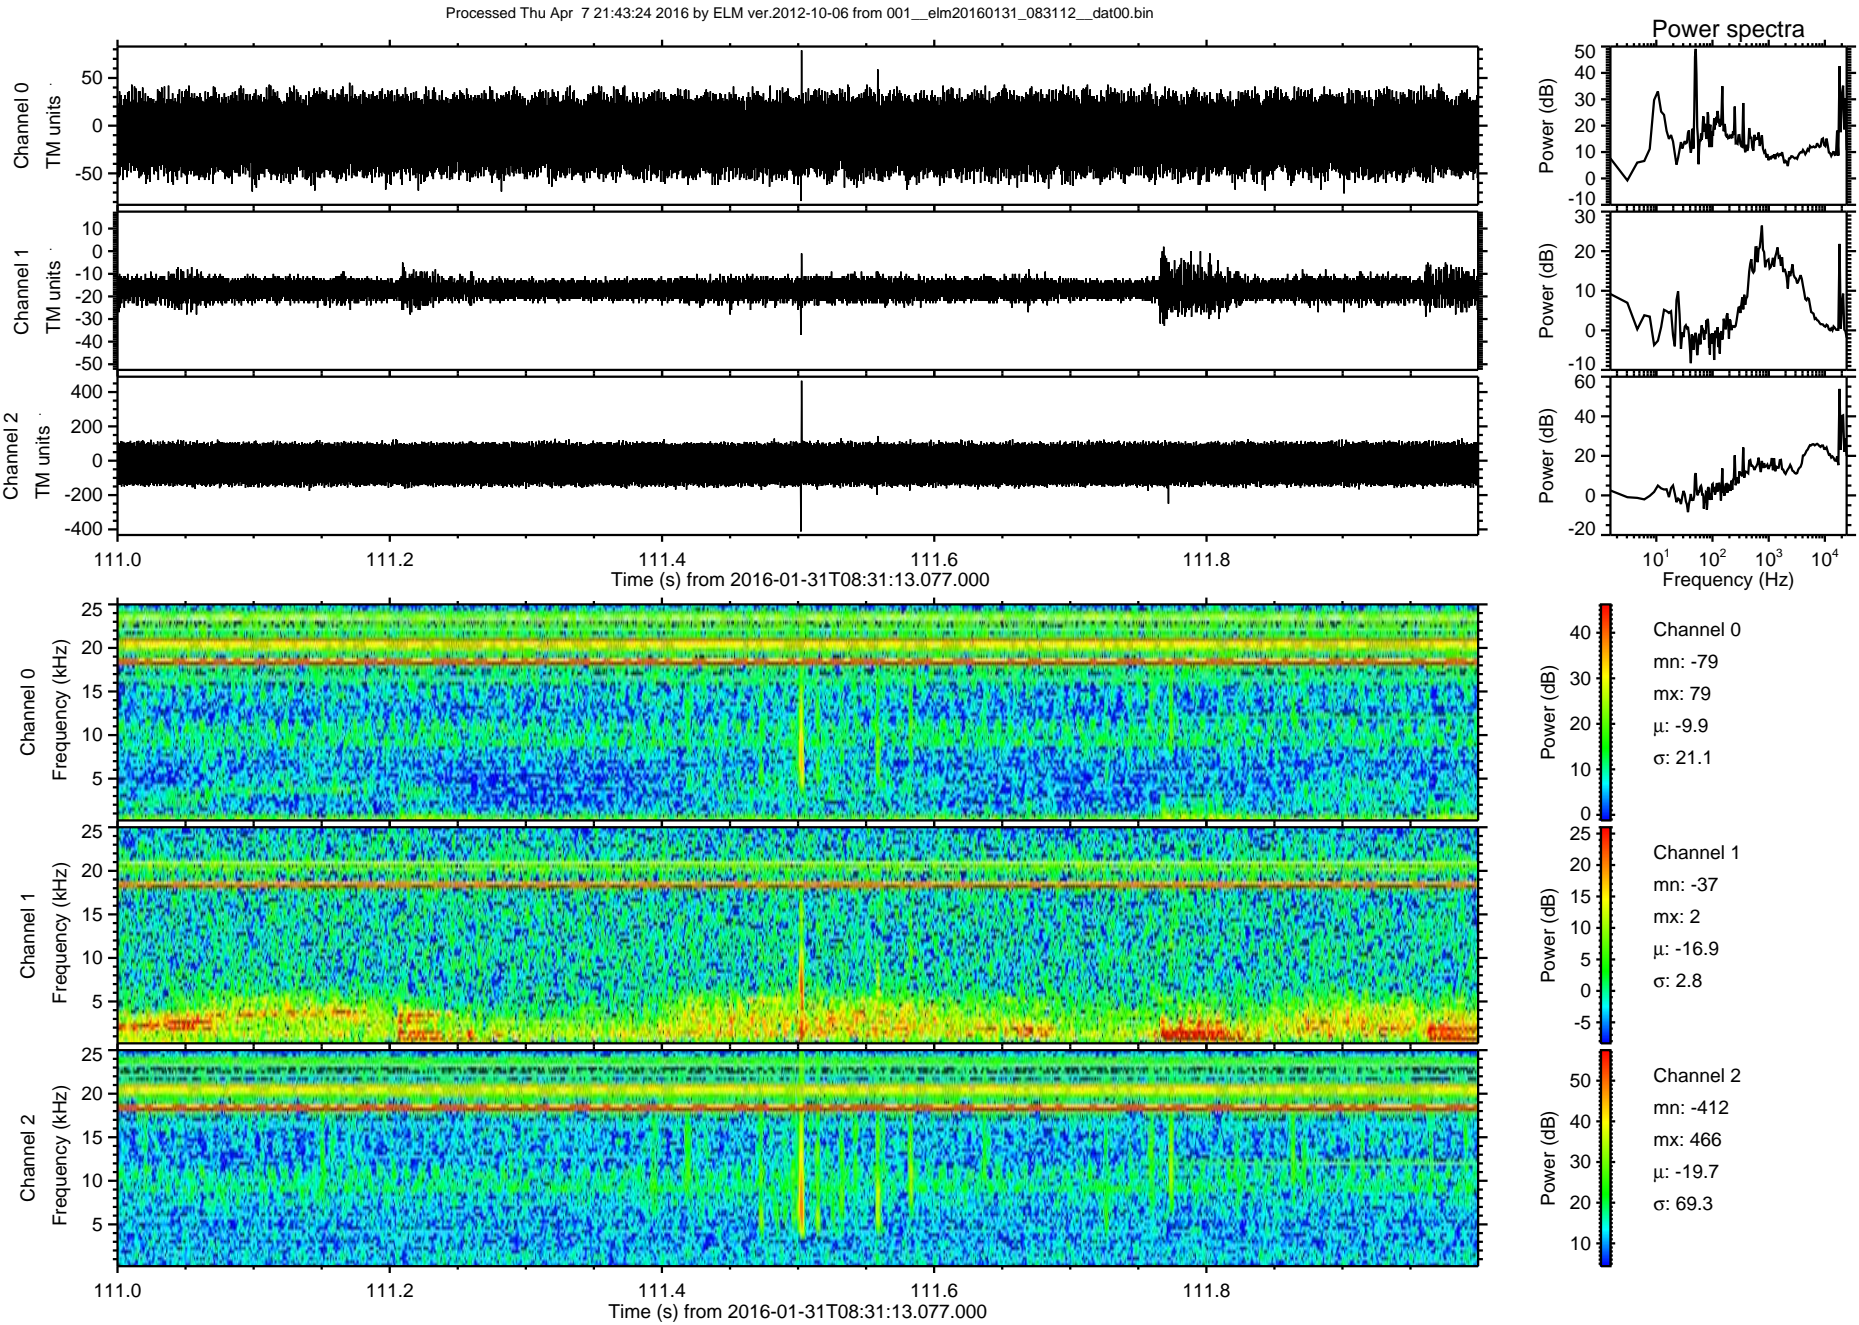 Processed Thu Apr 7 21:43:24 2016 by ELM ver.2012-10-06 from 001__elm20160131_083112__dat00.bin
Power spectra
Channel 0
TM units
50
0
-50
Power (dB)
50
40
30
20
10
0
-10
Channel 1
TM units
10
0
-10
-20
-30
-40
-50
Power (dB)
30
20
10
0
-10
Channel 2
TM units
400
200
0
-200
-400
Power (dB)
60
40
20
0
-20
111.0 111.2 111.4 111.6 111.8
Time (s) from 2016-01-31T08:31:13.077.000
10¹ 10² 10³ 10⁴
Frequency (Hz)
Channel 0
Frequency (kHz)
25
20
15
10
5
Power (dB)
40
30
20
10
0
Channel 0
mn: -79
mx: 79
μ: -9.9
σ: 21.1
Channel 1
Frequency (kHz)
25
20
15
10
5
Power (dB)
25
20
15
10
5
0
-5
Channel 1
mn: -37
mx: 2
μ: -16.9
σ: 2.8
Channel 2
Frequency (kHz)
25
20
15
10
5
Power (dB)
50
40
30
20
10
Channel 2
mn: -412
mx: 466
μ: -19.7
σ: 69.3
111.0 111.2 111.4 111.6 111.8
Time (s) from 2016-01-31T08:31:13.077.000